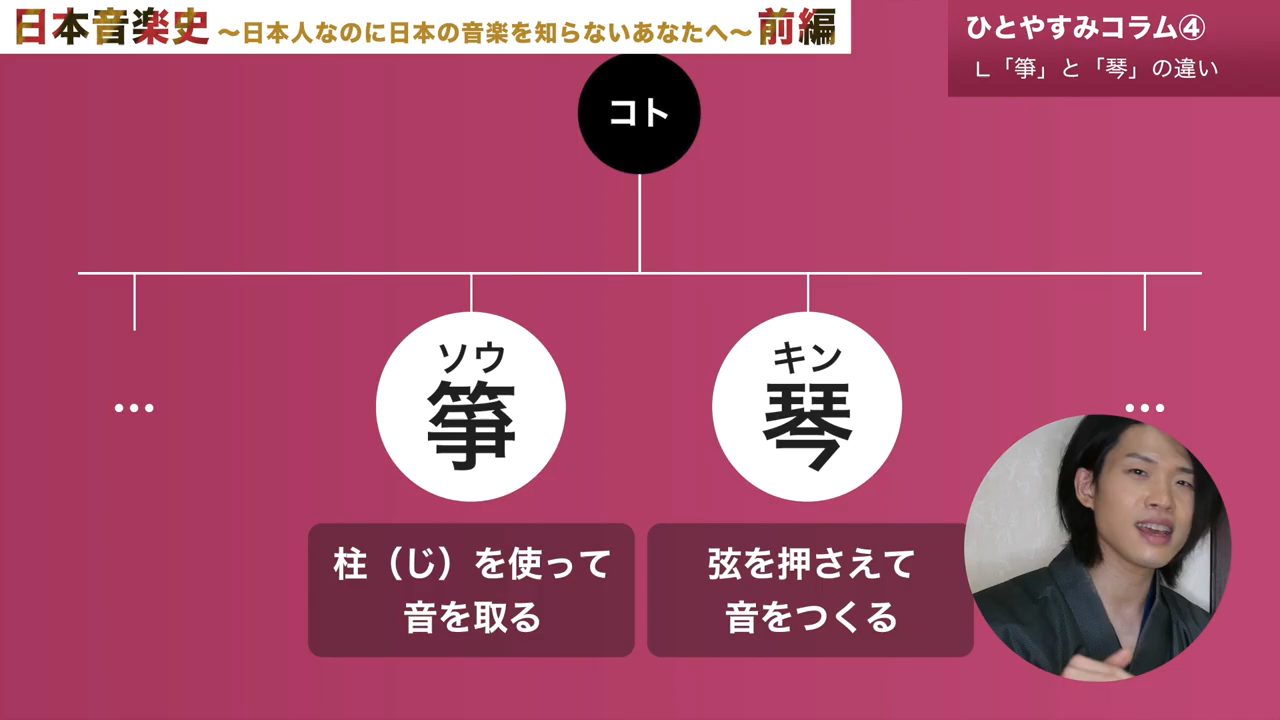 日本音楽史 〜日本人なのに日本の音楽を知らないあなたへ〜 前編
ひとやすみコラム④
∟「箏」と「琴」の違い
コト
ソウ
箏
キン
琴
…
…
柱（じ）を使って
音を取る
弦を押さえて
音をつくる